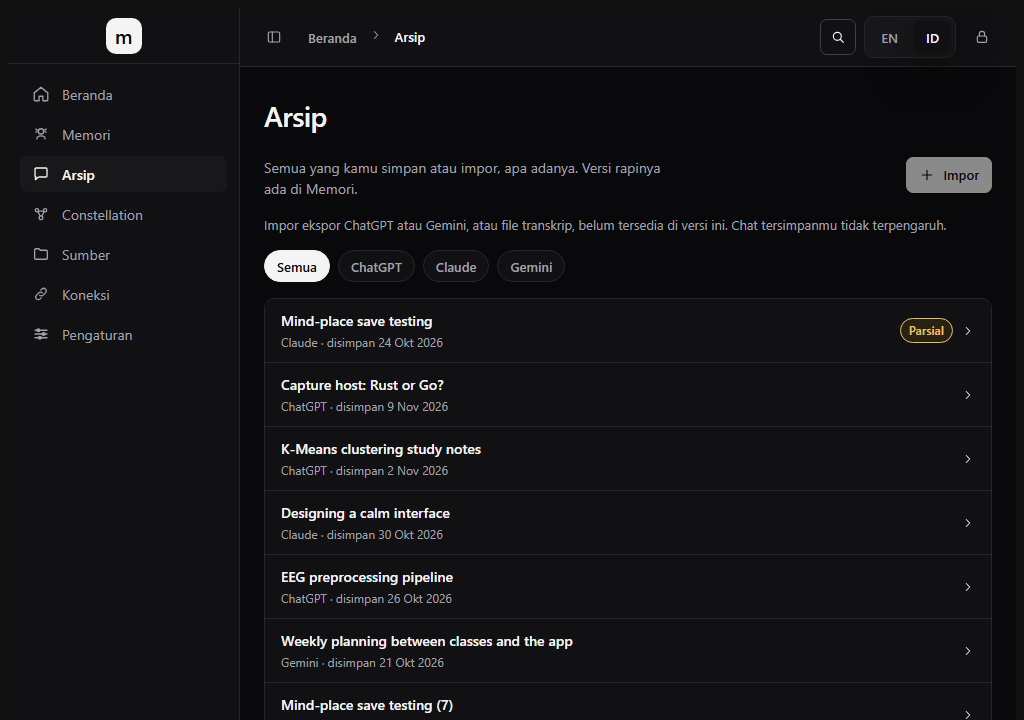 m
Beranda
Memori
Arsip
Constellation
Sumber
Koneksi
Pengaturan
Beranda > Arsip
EN ID
Arsip
Semua yang kamu simpan atau impor, apa adanya. Versi rapinya
ada di Memori.
+ Impor
Impor ekspor ChatGPT atau Gemini, atau file transkrip, belum tersedia di versi ini. Chat tersimpanmu tidak terpengaruh.
Semua ChatGPT Claude Gemini
Mind-place save testing
Claude · disimpan 24 Okt 2026
Parsial
Capture host: Rust or Go?
ChatGPT · disimpan 9 Nov 2026
K-Means clustering study notes
ChatGPT · disimpan 2 Nov 2026
Designing a calm interface
Claude · disimpan 30 Okt 2026
EEG preprocessing pipeline
ChatGPT · disimpan 26 Okt 2026
Weekly planning between classes and the app
Gemini · disimpan 21 Okt 2026
Mind-place save testing (7)